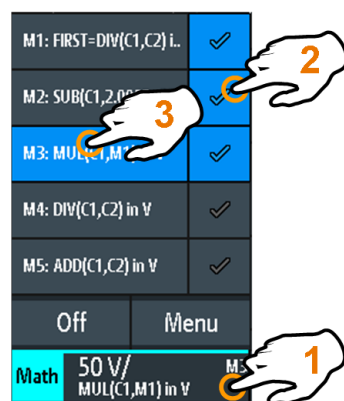 M1: FIRST=DIV(C1,C2) i..
2
M2: SUB(C1,2.0
3
M3: MUL(C1,M1)
M4: DIV(C1,C2) in V
M5: ADD(C1,C2) in V
Off Menu
Math 50 V/ M3
MUL(C1,M1) in V
1